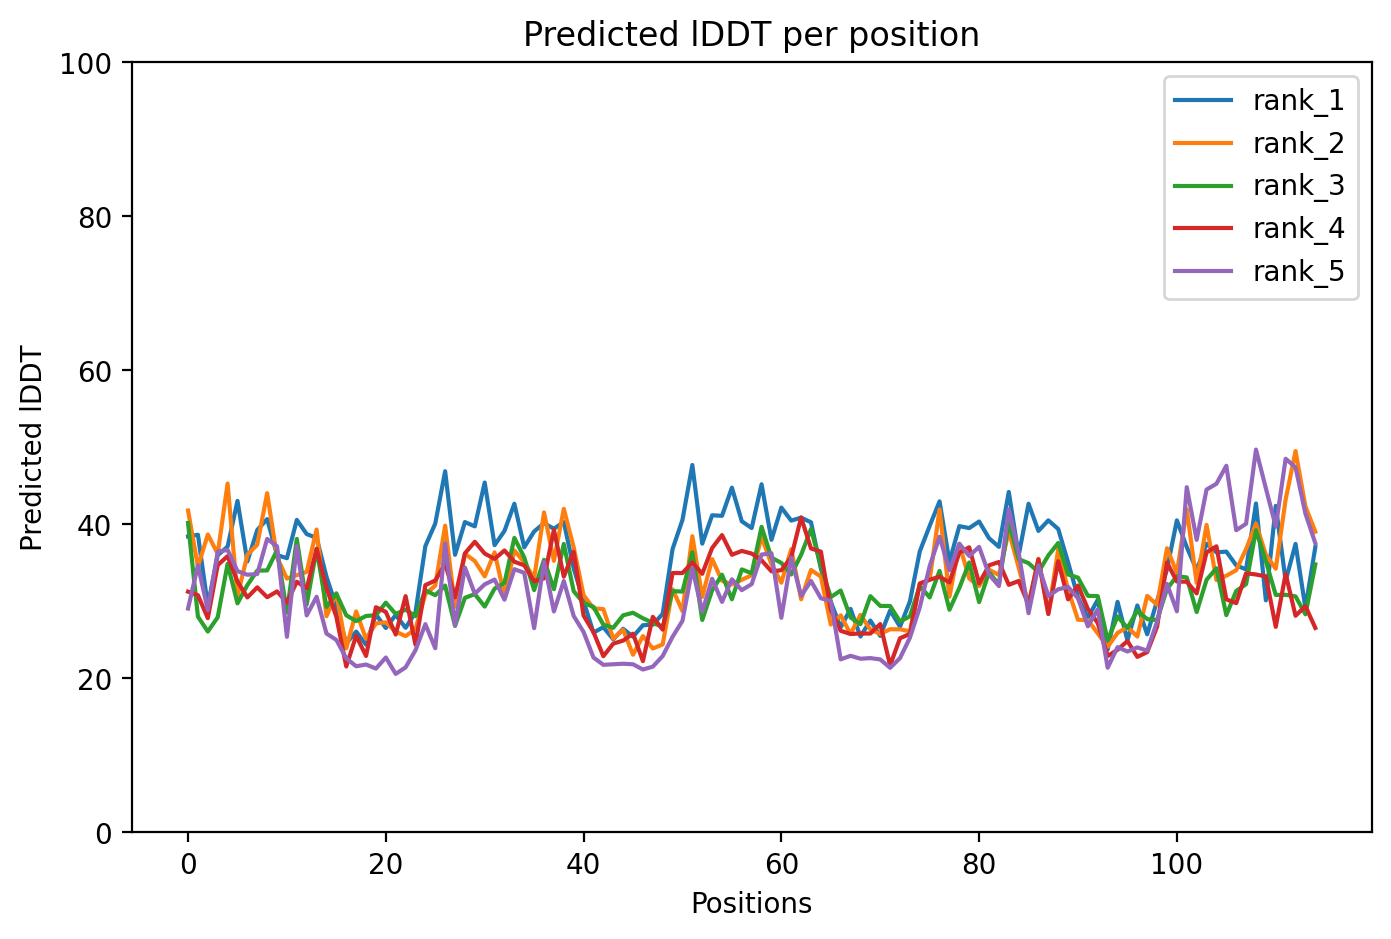 Predicted lDDT per position
100
80
60
40
20
0
Predicted lDDT
0 20 40 60 80 100
Positions
rank_1
rank_2
rank_3
rank_4
rank_5